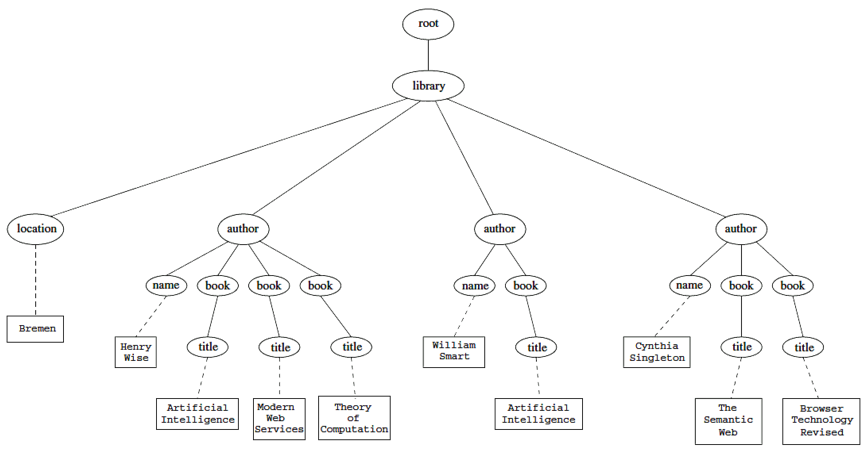 root
library
location
author
author
author
name
book
book
book
name
book
name
book
book
Bremen
Henry
Wise
title
title
title
William
Smart
title
Cynthia
Singleton
title
title
Artificial
Intelligence
Modern
Web
Services
Theory
of
Computation
Artificial
Intelligence
The
Semantic
Web
Browser
Technology
Revised